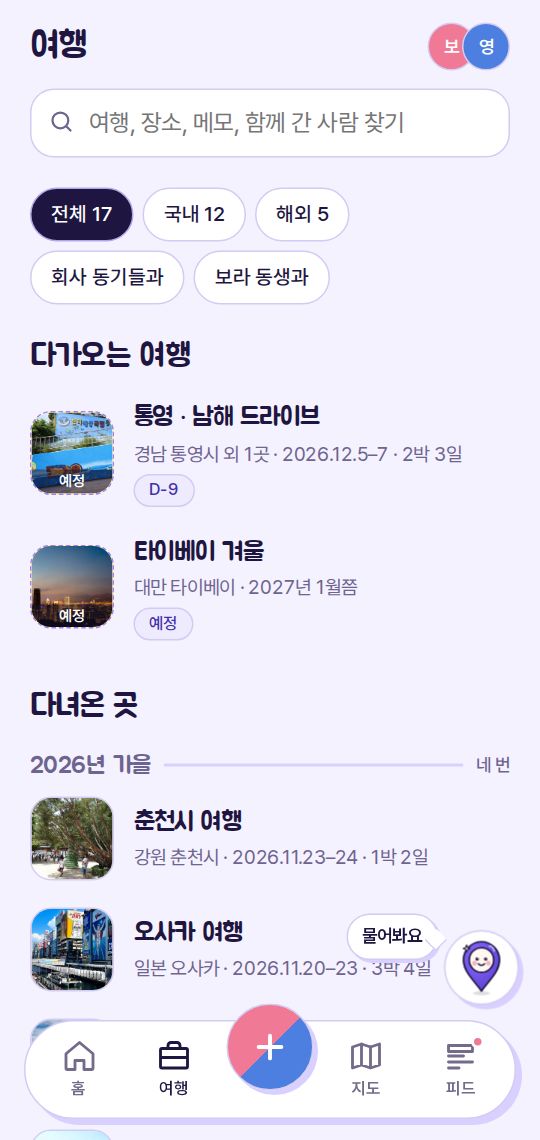 여행
보 영
여행, 장소, 메모, 함께 간 사람 찾기
전체 17 국내 12 해외 5
회사 동기들과 보라 동생과
다가오는 여행
통영 · 남해 드라이브
경남 통영시 외 1곳 · 2026.12.5–7 · 2박 3일
예정
D-9
타이베이 겨울
대만 타이베이 · 2027년 1월쯤
예정
예정
다녀온 곳
2026년 가을 네 번
춘천시 여행
강원 춘천시 · 2026.11.23–24 · 1박 2일
오사카 여행
물어봐요
일본 오사카 · 2026.11.20–23 · 3박 4일
홈 여행 지도 피드